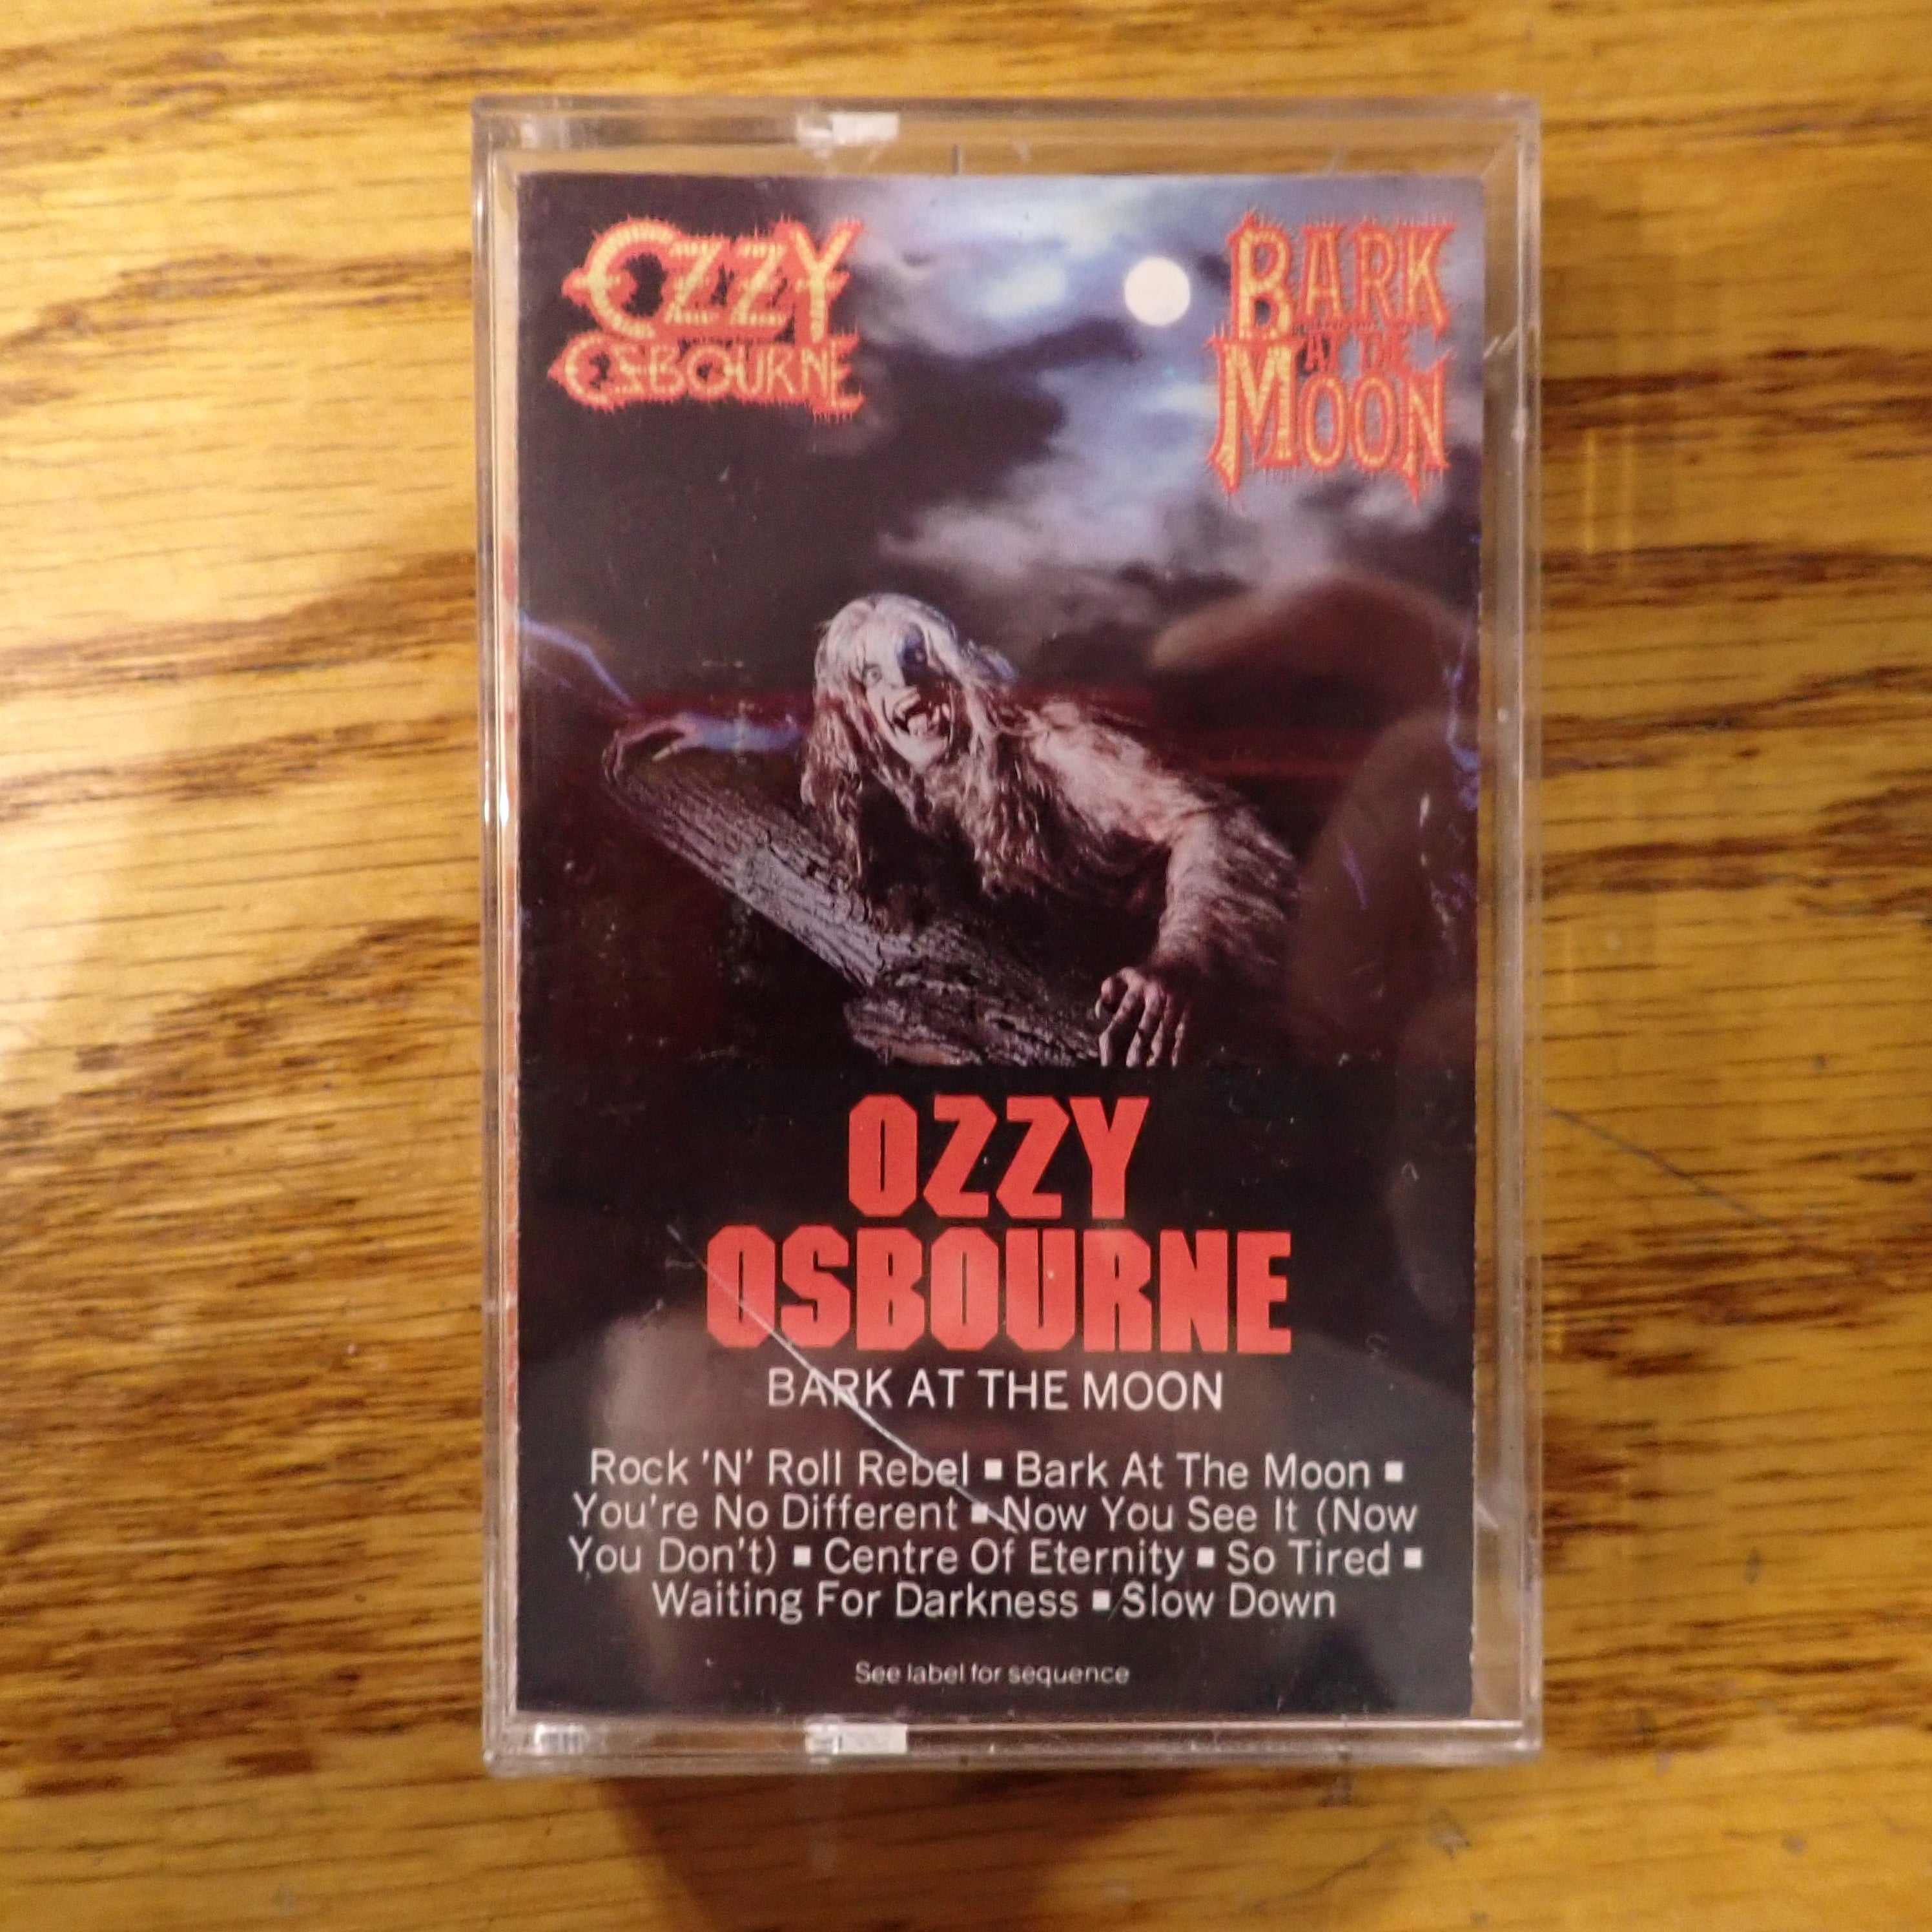 OZZY
OSBOURNE
BARK
AT THE
MOON
OZZY
OSBOURNE
BARK AT THE MOON
Rock 'N' Roll Rebel ■ Bark At The Moon ■
You're No Different ■ Now You See It (Now
You Don't) ■ Centre Of Eternity ■ So Tired ■
Waiting For Darkness ■ Slow Down
See label for sequence